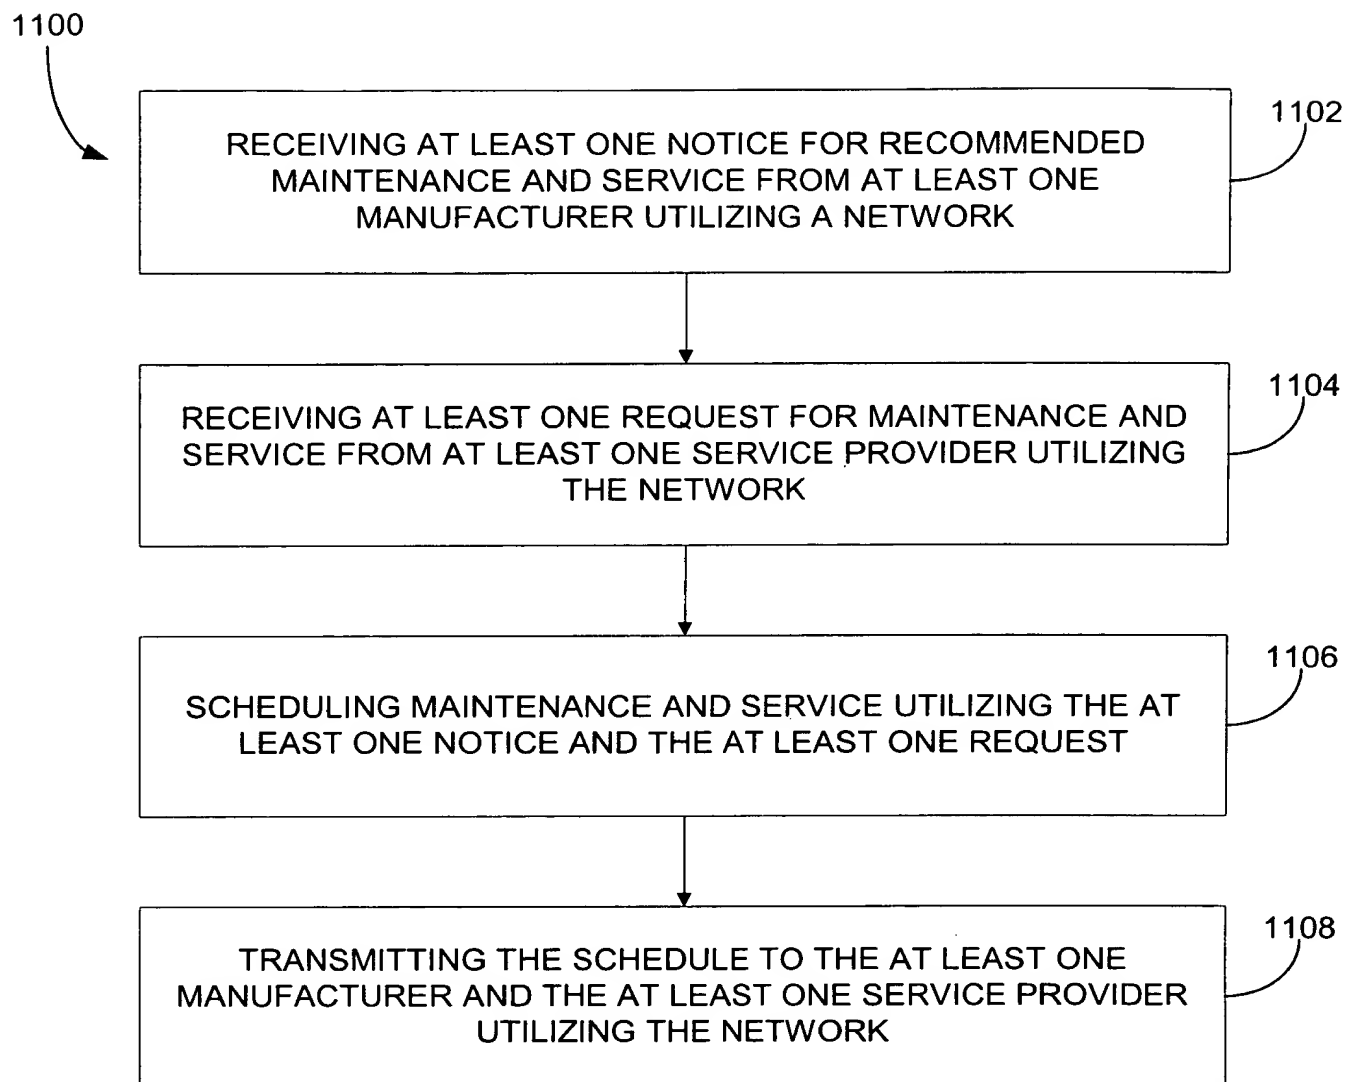 1100
1102
RECEIVING AT LEAST ONE NOTICE FOR RECOMMENDED
MAINTENANCE AND SERVICE FROM AT LEAST ONE
MANUFACTURER UTILIZING A NETWORK
1104
RECEIVING AT LEAST ONE REQUEST FOR MAINTENANCE AND
SERVICE FROM AT LEAST ONE SERVICE PROVIDER UTILIZING
THE NETWORK
1106
SCHEDULING MAINTENANCE AND SERVICE UTILIZING THE AT
LEAST ONE NOTICE AND THE AT LEAST ONE REQUEST
1108
TRANSMITTING THE SCHEDULE TO THE AT LEAST ONE
MANUFACTURER AND THE AT LEAST ONE SERVICE PROVIDER
UTILIZING THE NETWORK